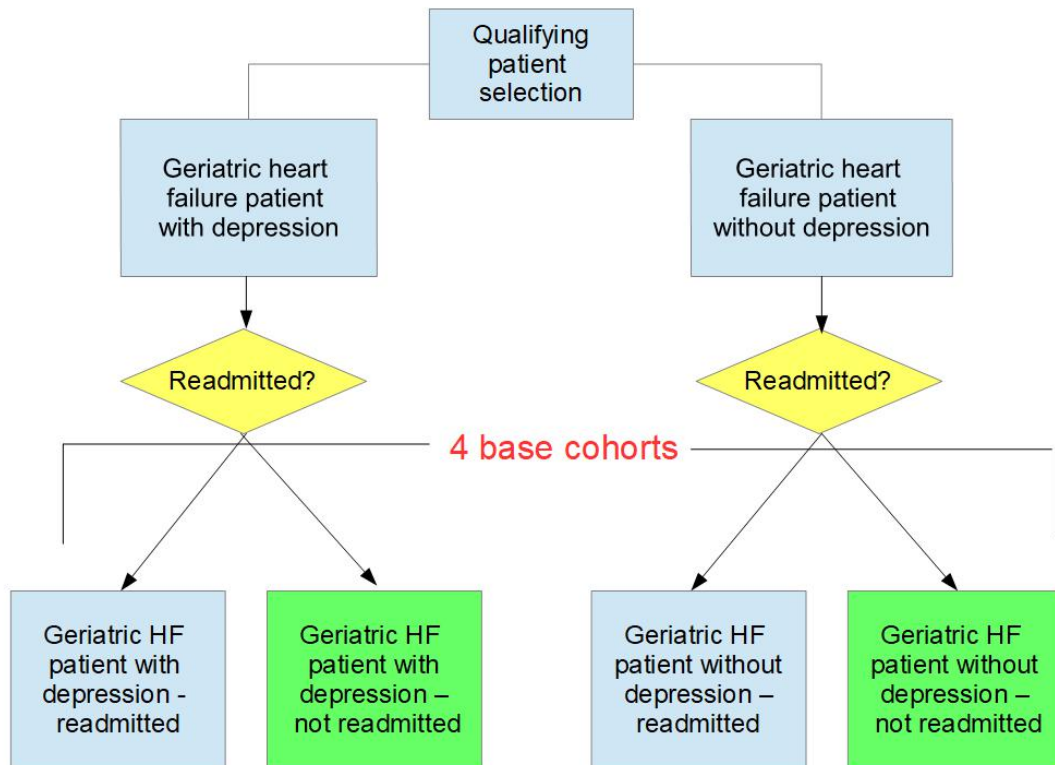 Qualifying
patient
selection
Geriatric heart
failure patient
with depression
Geriatric heart
failure patient
without depression
Readmitted?
Readmitted?
4 base cohorts
Geriatric HF
patient with
depression -
readmitted
Geriatric HF
patient with
depression –
not readmitted
Geriatric HF
patient without
depression –
readmitted
Geriatric HF
patient without
depression –
not readmitted